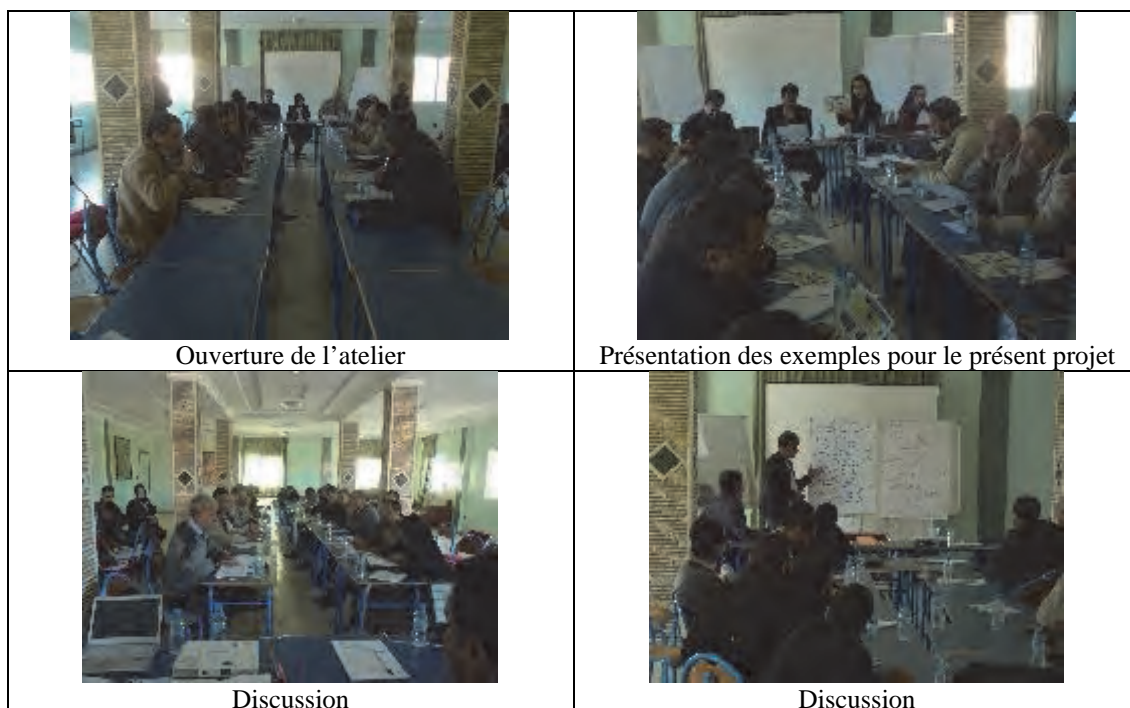 Ouverture de l’atelier
Présentation des exemples pour le présent projet
Discussion
Discussion